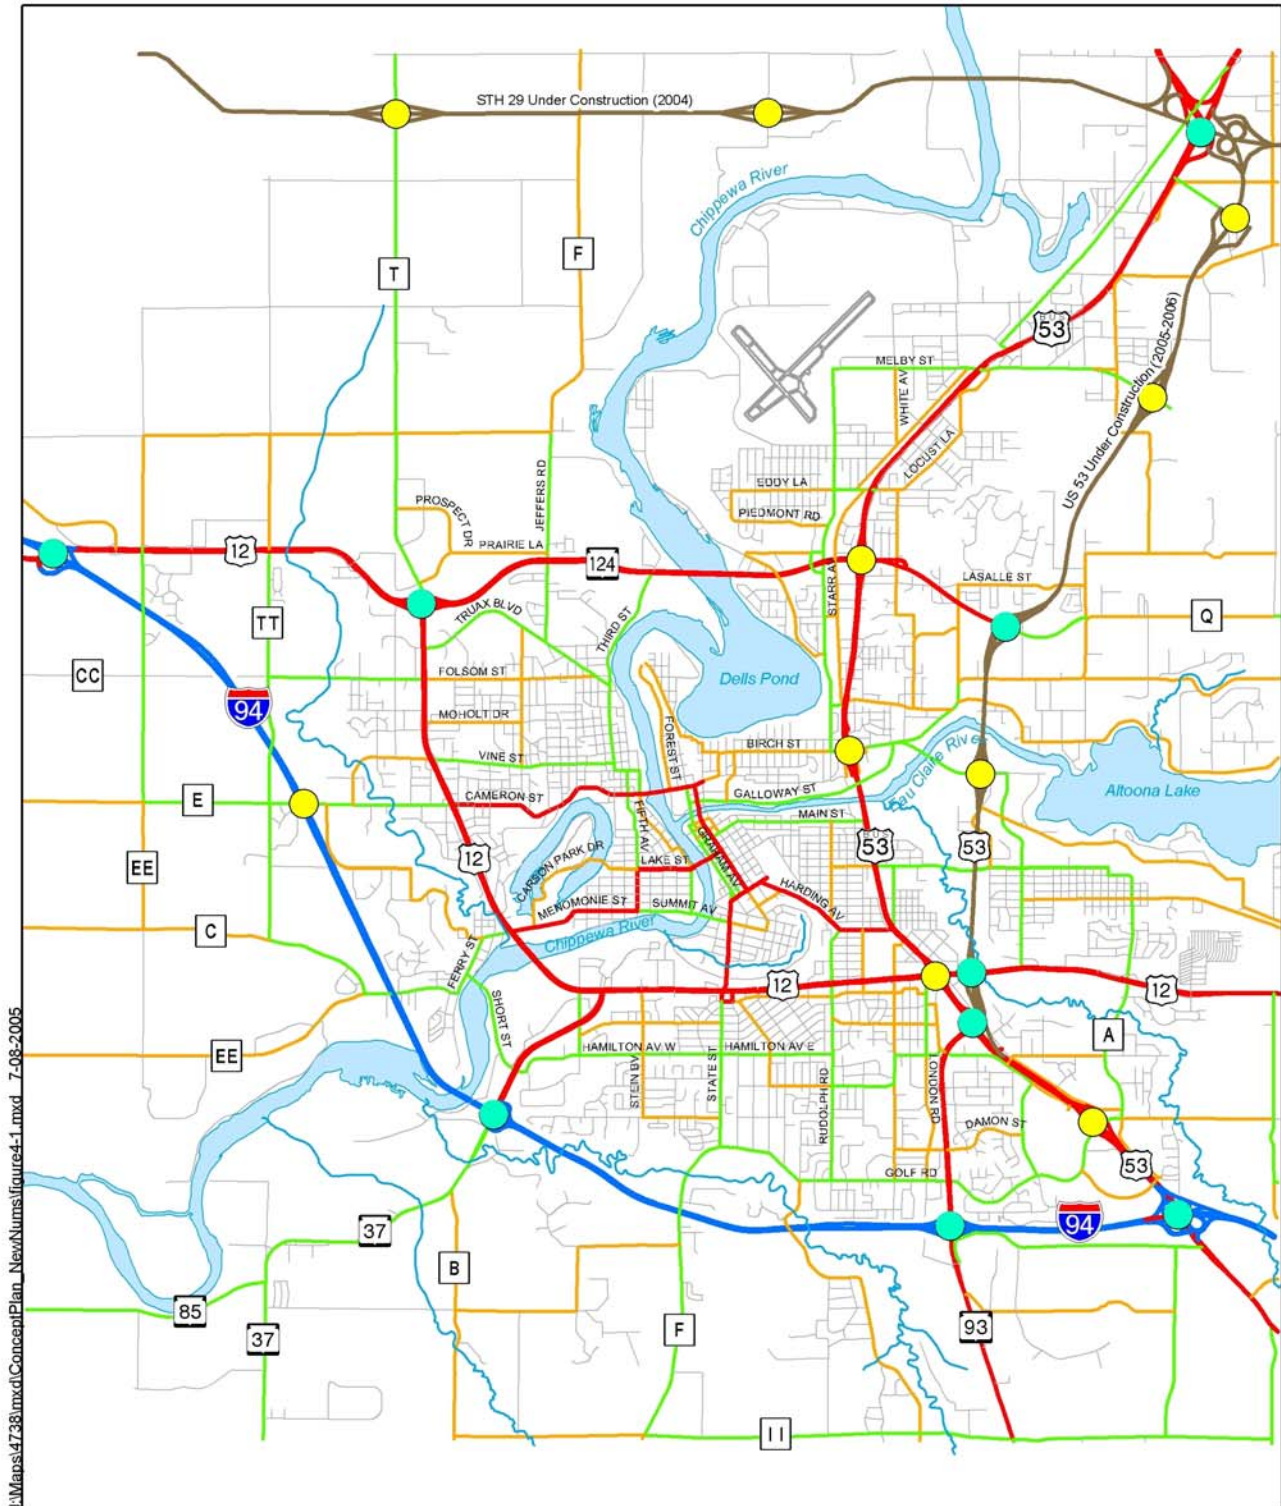 STH 29 Under Construction (2004)
Chippewa River
T
F
BUS
53
MELBY ST
WHITE AV
LOCUST LA
US 53 Under Construction (2005-2006)
EDDY LA
PIEDMONT RD
JEFFERS RD
PROSPECT DR
PRAIRIE LA
12
124
STARR AV
LASALLE ST
Q
TT
TRUAX BLVD
THIRD ST
CC
FOLSOM ST
Dells Pond
94
MOHOLT DR
FOREST ST
BIRCH ST
VINE ST
Eau Claire River
E
CAMERON ST
GALLOWAY ST
Altoona Lake
MAIN ST
FIFTH AV
GRAHAM AV
BUS
53
53
12
EE
CARSON PARK DR
LAKE ST
HARDING AV
MENOMONIE ST
SUMMIT AV
C
Chippewa River
FERRY ST
12
12
SHORT ST
A
EE
HAMILTON AV W
HAMILTON AV E
STEIN BV
STATE ST
RUDOLPH RD
LONDON RD
DAMON ST
GOLF RD
53
37
94
B
85
37
F
93
II
I:\Maps\4738\mxd\ConceptPlan_NewNums\figure4-1.mxd 7-08-2005